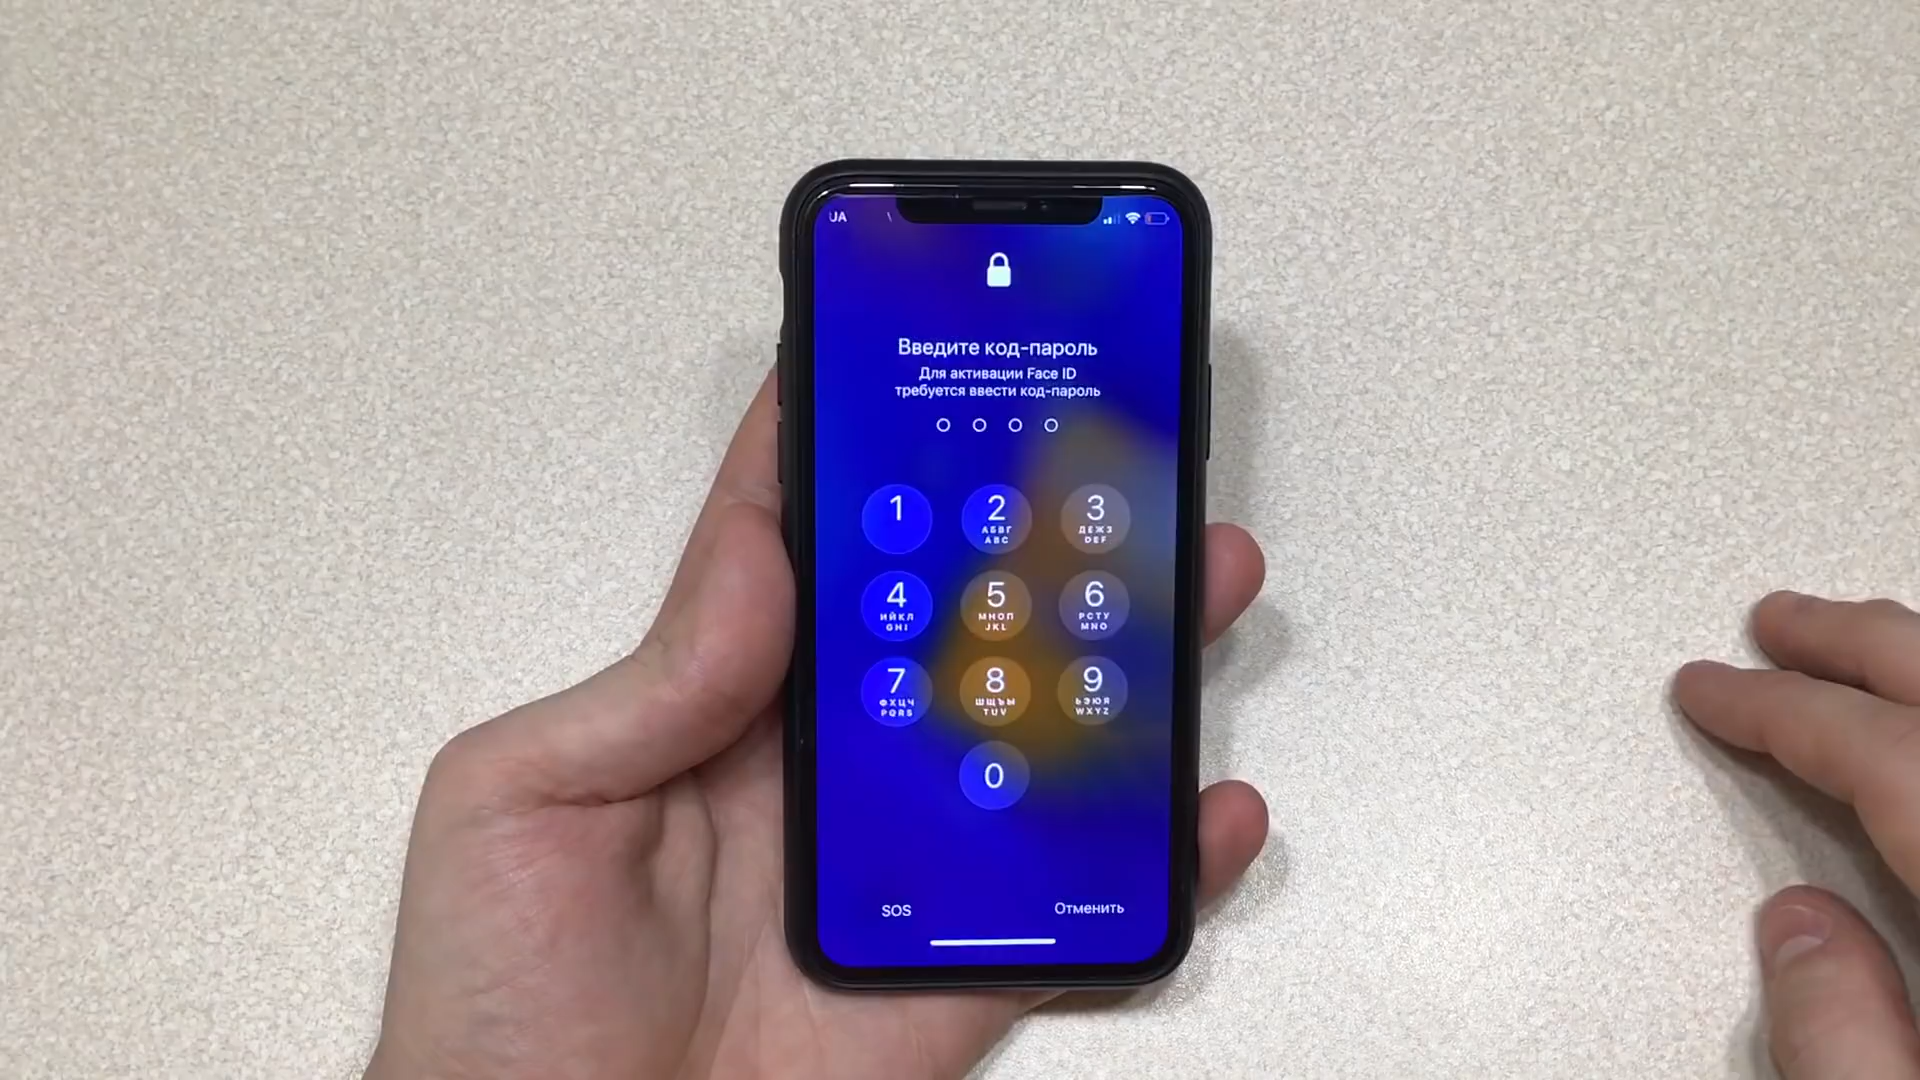 UA
Введите код-пароль
Для активации Face ID
требуется ввести код-пароль
1
2
АБВГ
ABC
3
ДЕЖЗ
DEF
4
ИЙКЛ
GHI
5
МНОП
JKL
6
РСТУ
MNO
7
ФХЦЧ
PQRS
8
ШЩЪЫ
TUV
9
ЬЭЮЯ
WXYZ
0
SOS
Отменить